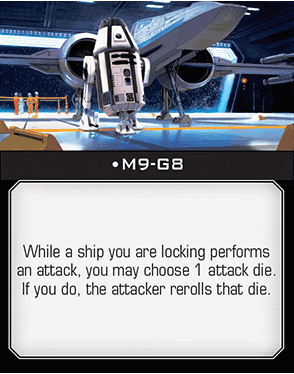 •M9-G8
While a ship you are locking performs
an attack, you may choose 1 attack die.
If you do, the attacker rerolls that die.